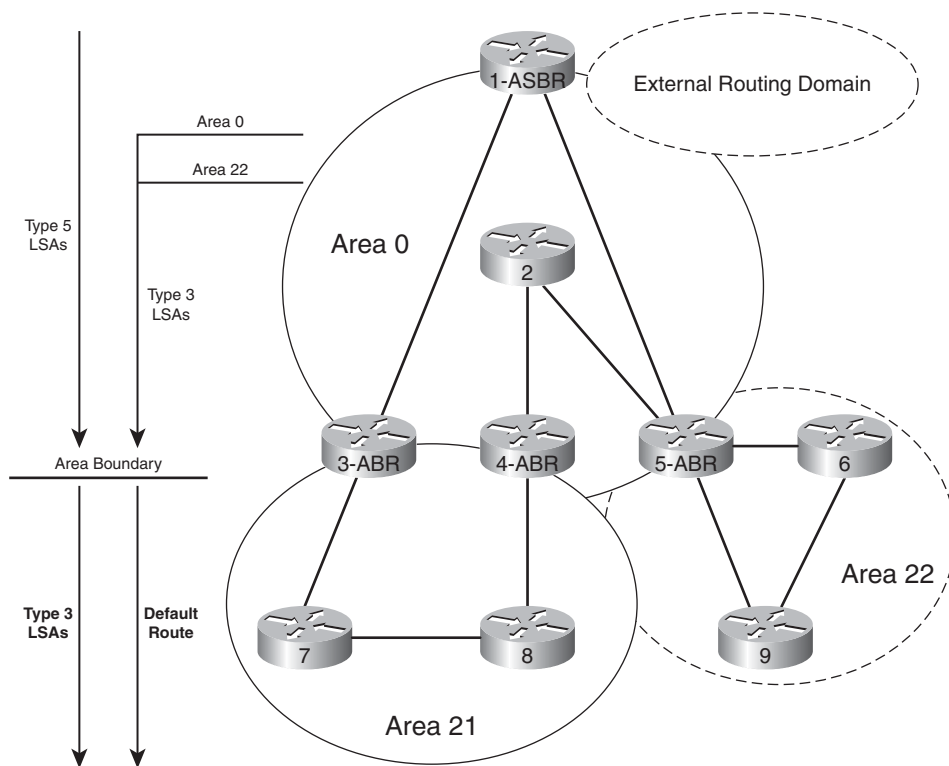 1-ASBR
External Routing Domain
Area 0
Area 22
Type 5
LSAs
Area 0
2
Type 3
LSAs
3-ABR
4-ABR
5-ABR
6
Area Boundary
Area 22
Type 3
LSAs
Default
Route
7
8
9
Area 21